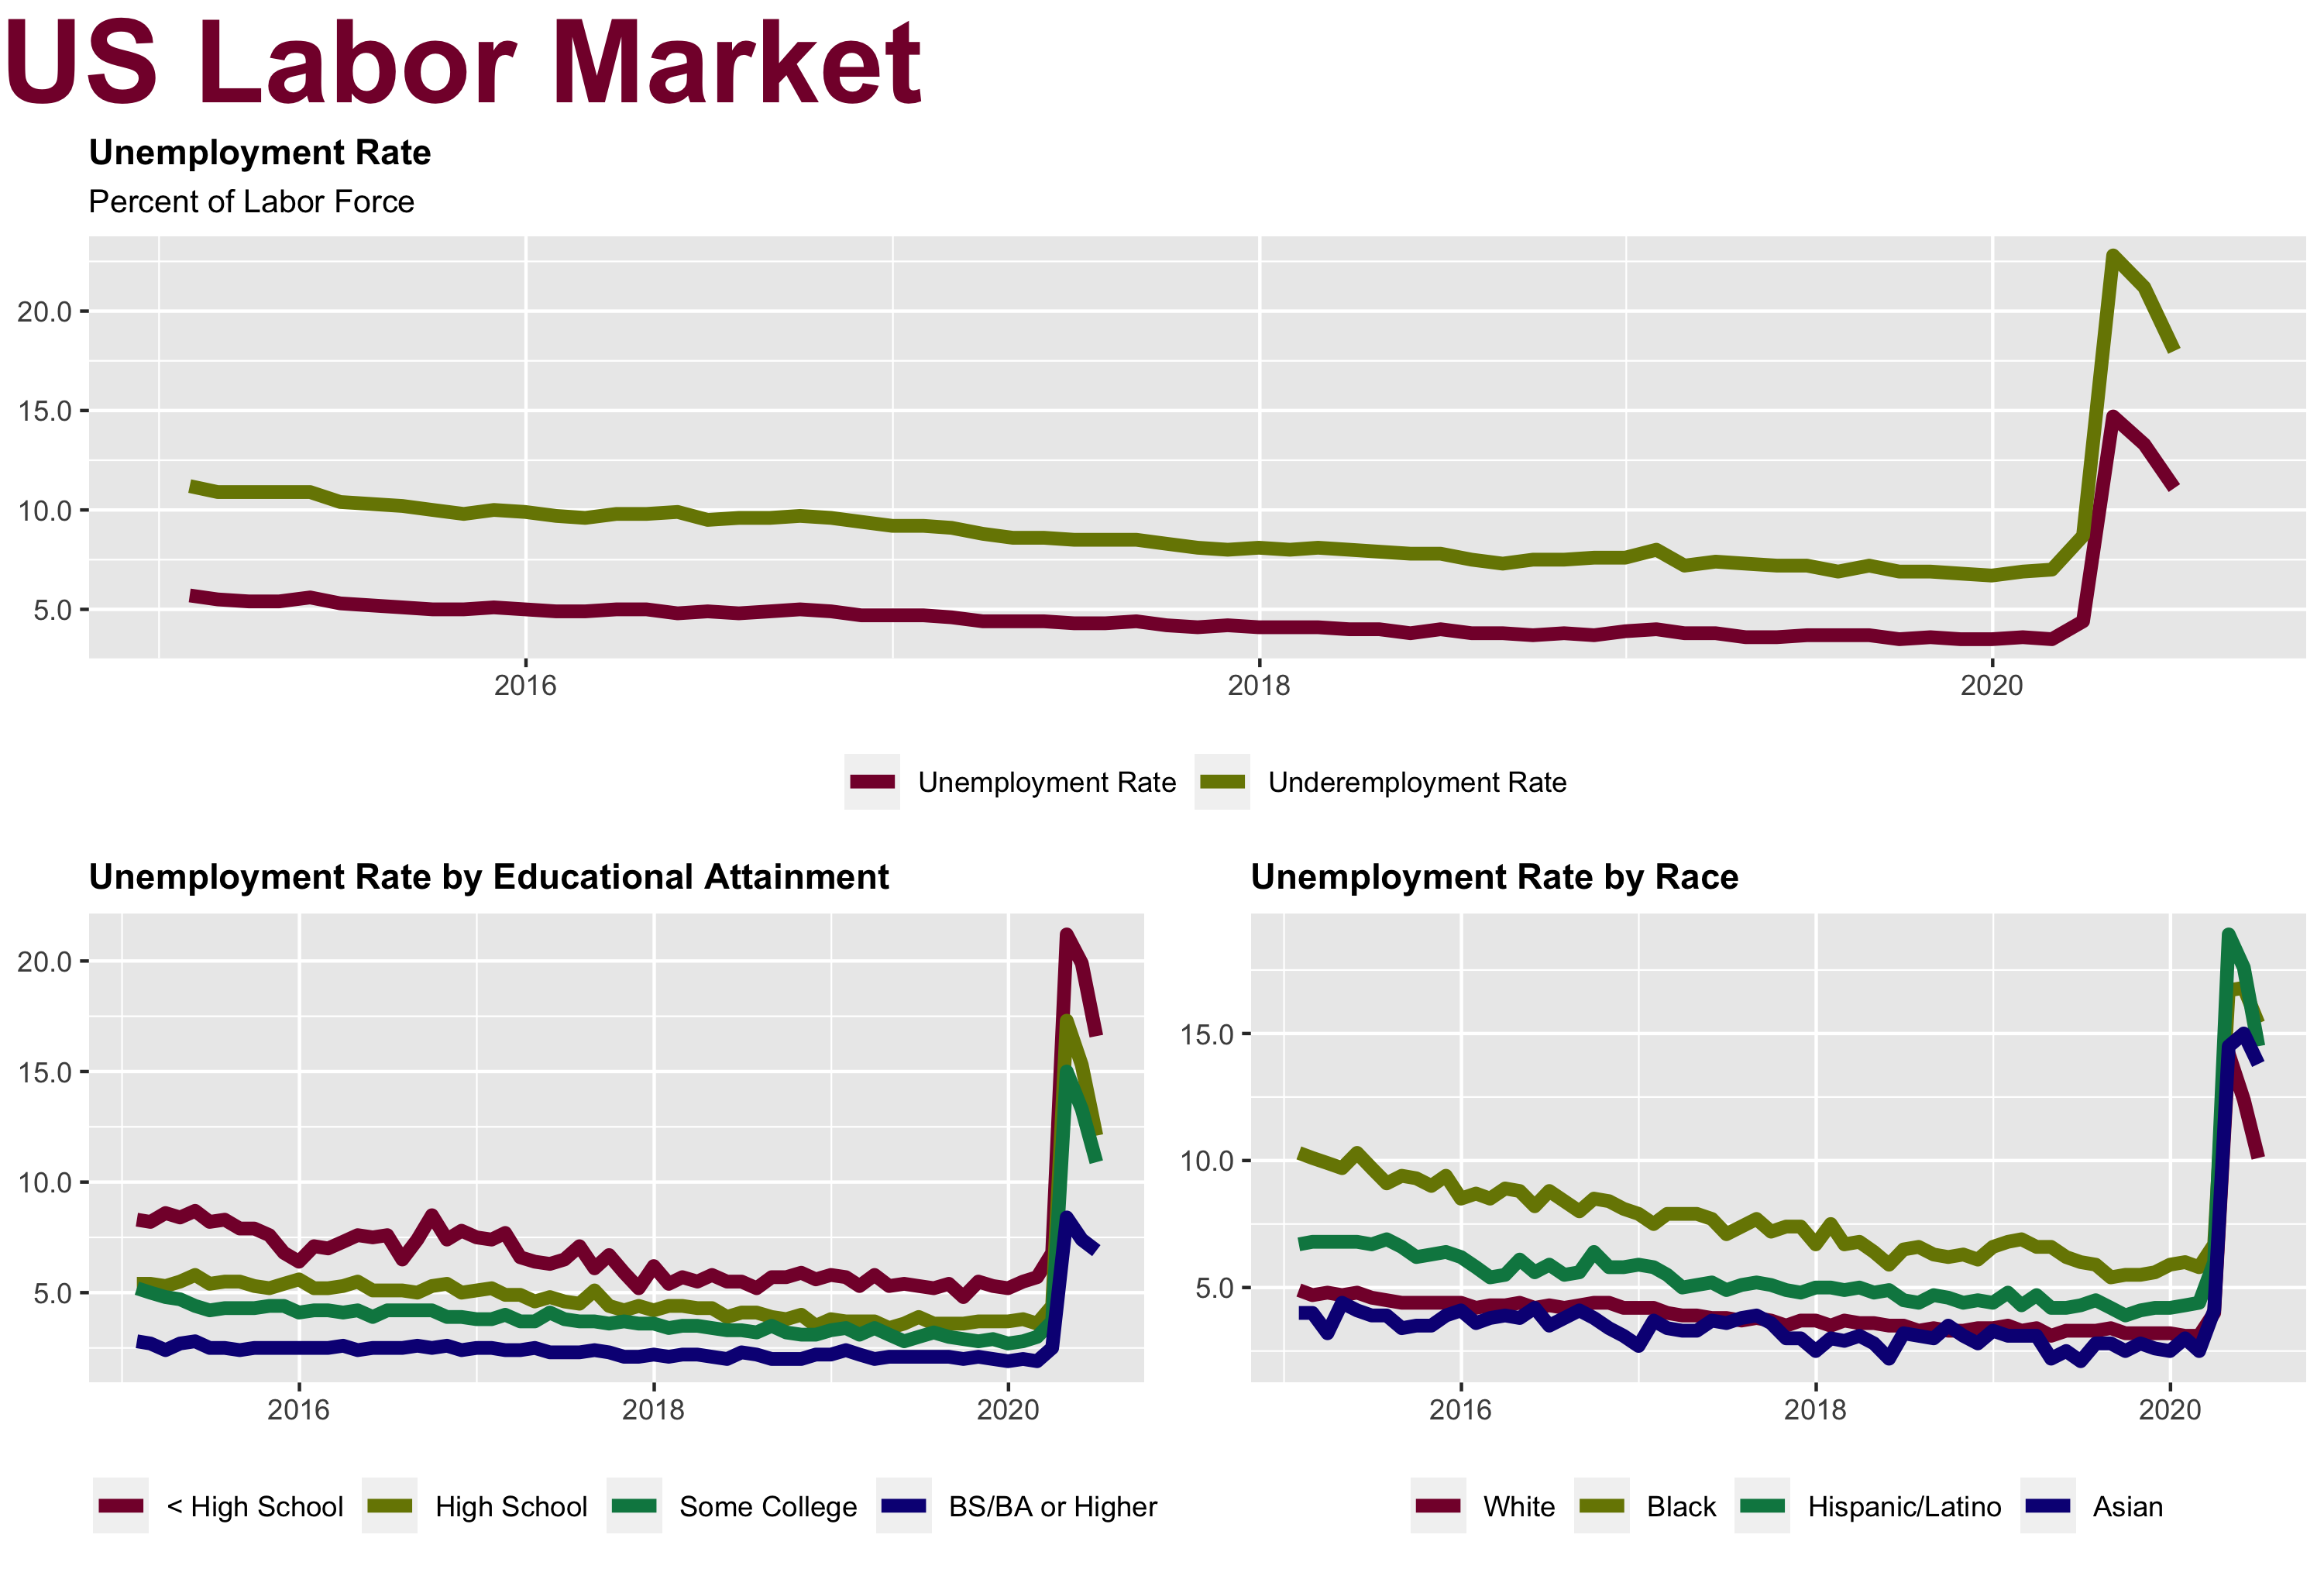 US Labor Market
Unemployment Rate
Percent of Labor Force
20.0
15.0
10.0
5.0
2016 2018 2020
Unemployment Rate Underemployment Rate
Unemployment Rate by Educational Attainment
20.0
15.0
10.0
5.0
2016 2018 2020
< High School High School Some College BS/BA or Higher
Unemployment Rate by Race
15.0
10.0
5.0
2016 2018 2020
White Black Hispanic/Latino Asian